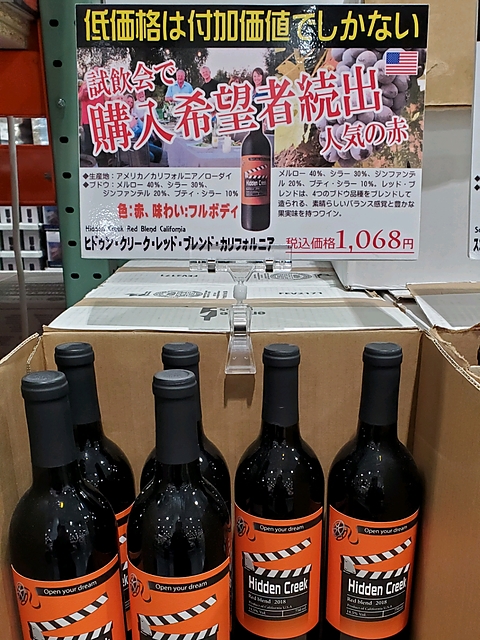 低価格は付加価値でしかない
試飲会で
購入希望者続出
人気の赤
◆生産地:アメリカ/カリフォルニア/ローダイ
◆ブドウ:メルロー 40%、シラー 30%、
ジンファンデル 20%、プティ・シラー 10%
色:赤、味わい:フルボディ
メルロー 40%、シラー 30%、ジンファンデ
ル 20%、プティ・シラー 10%。レッド・ブ
レンドは、4つのブドウ品種をブレンドして
造られる、素晴らしいバランス感覚と豊かな
果実味を持つワイン。
Hidden Creek Red Blend California
ヒドゥン・クリーク・レッド・ブレンド・カリフォルニア
税込価格1,068円
Hidden Creek
Open your dream
Hidden Creek
Red blend 2018
Open your dream
Hidden Creek
Red blend 2018
Open your dream
Open your dream